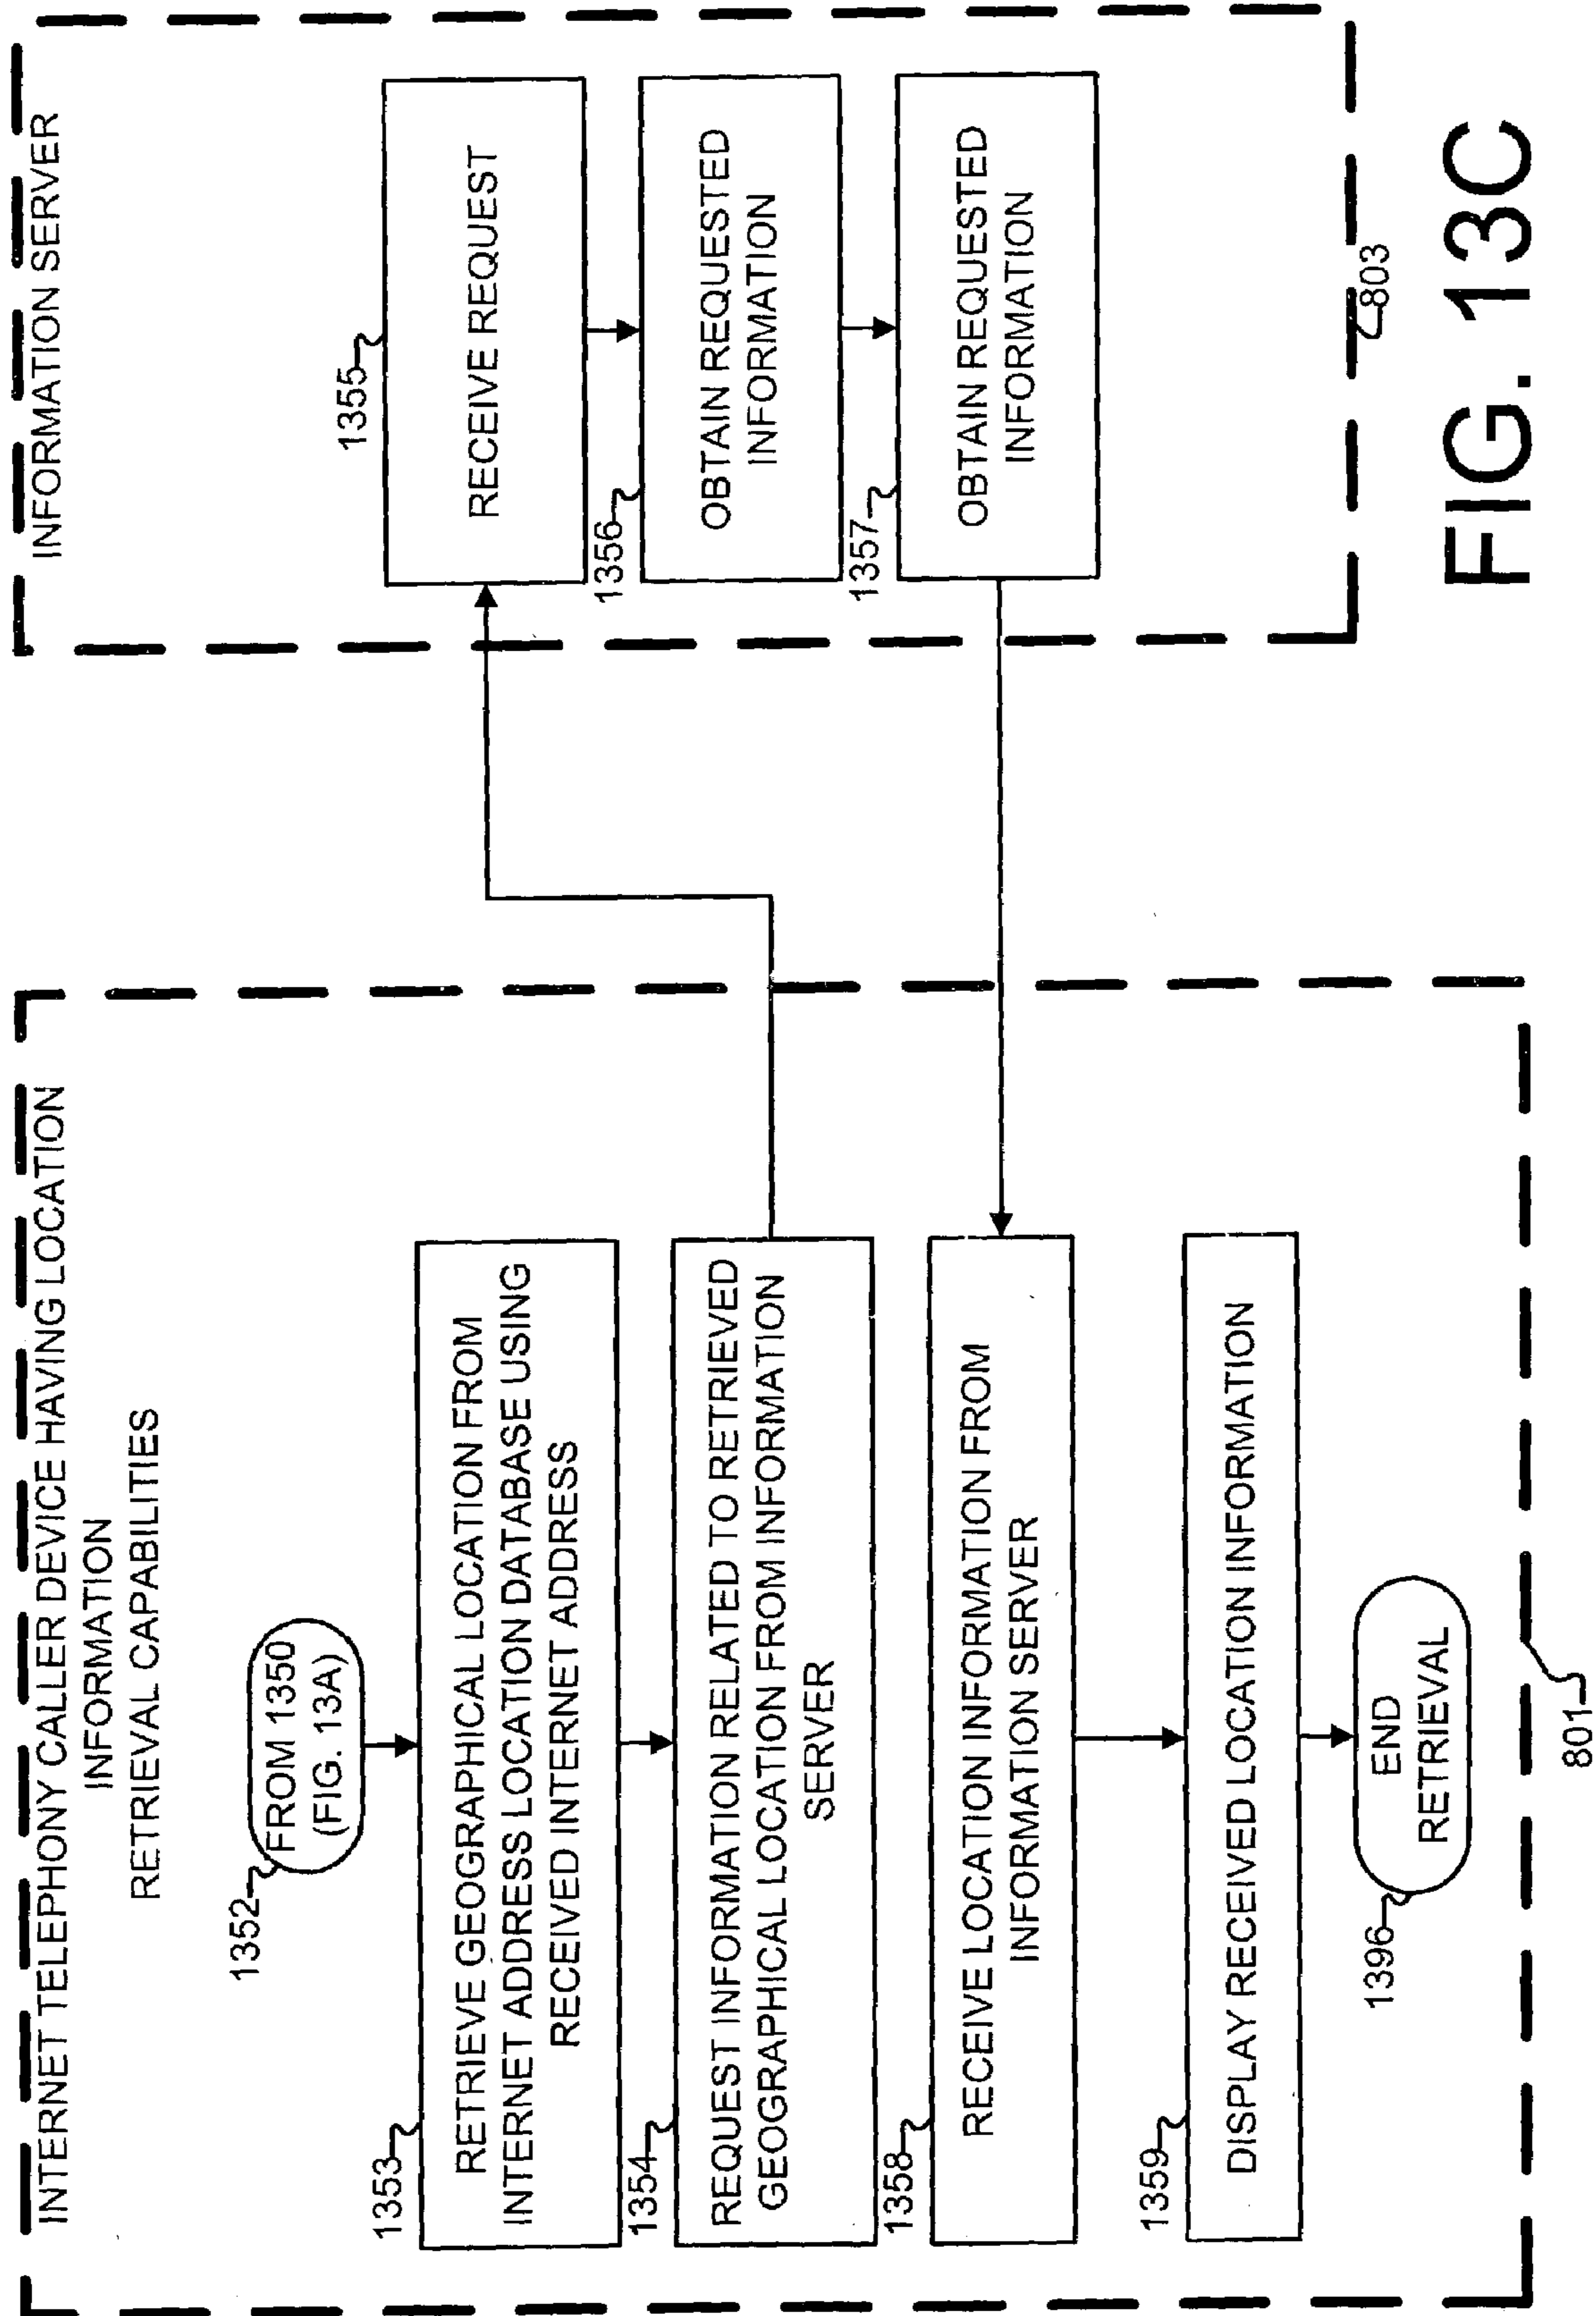 INTERNET TELEPHONY CALLER DEVICE HAVING LOCATION
INFORMATION
RETRIEVAL CAPABILITIES
1352
FROM 1350
(FIG. 13A)
1353
RETRIEVE GEOGRAPHICAL LOCATION FROM
INTERNET ADDRESS LOCATION DATABASE USING
RECEIVED INTERNET ADDRESS
1354
REQUEST INFORMATION RELATED TO RETRIEVED
GEOGRAPHICAL LOCATION FROM INFORMATION
SERVER
1358
RECEIVE LOCATION INFORMATION FROM
INFORMATION SERVER
1359
DISPLAY RECEIVED LOCATION INFORMATION
1396
END
RETRIEVAL
801
INFORMATION SERVER
1355
RECEIVE REQUEST
1356
OBTAIN REQUESTED
INFORMATION
1357
OBTAIN REQUESTED
INFORMATION
803
FIG. 13C